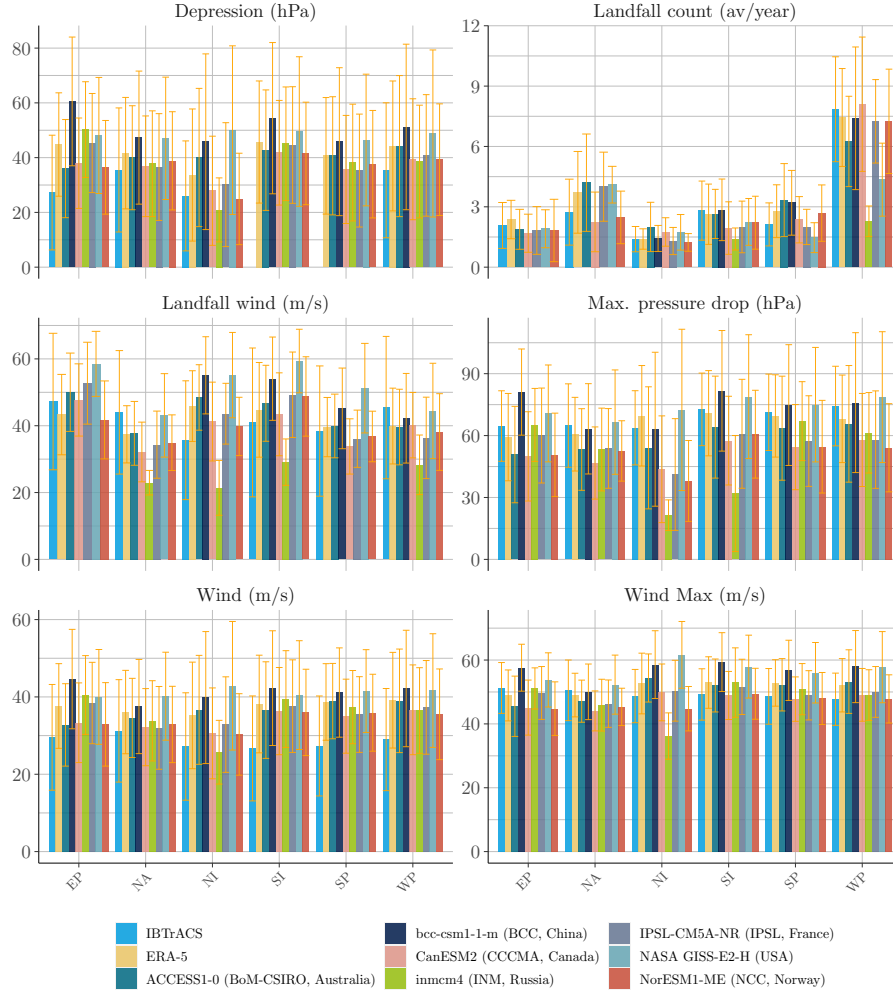 Depression (hPa)
80
60
40
20
0
Landfall count (av/year)
12
9
6
3
0
Landfall wind (m/s)
60
40
20
0
Max. pressure drop (hPa)
90
60
30
0
Wind (m/s)
60
40
20
0
EP NA NI SI SP WP
Wind Max (m/s)
60
40
20
0
EP NA NI SI SP WP
IBTrACS
ERA-5
ACCESS1-0 (BoM-CSIRO, Australia)
bcc-csm1-1-m (BCC, China)
CanESM2 (CCCMA, Canada)
inmcm4 (INM, Russia)
IPSL-CM5A-NR (IPSL, France)
NASA GISS-E2-H (USA)
NorESM1-ME (NCC, Norway)